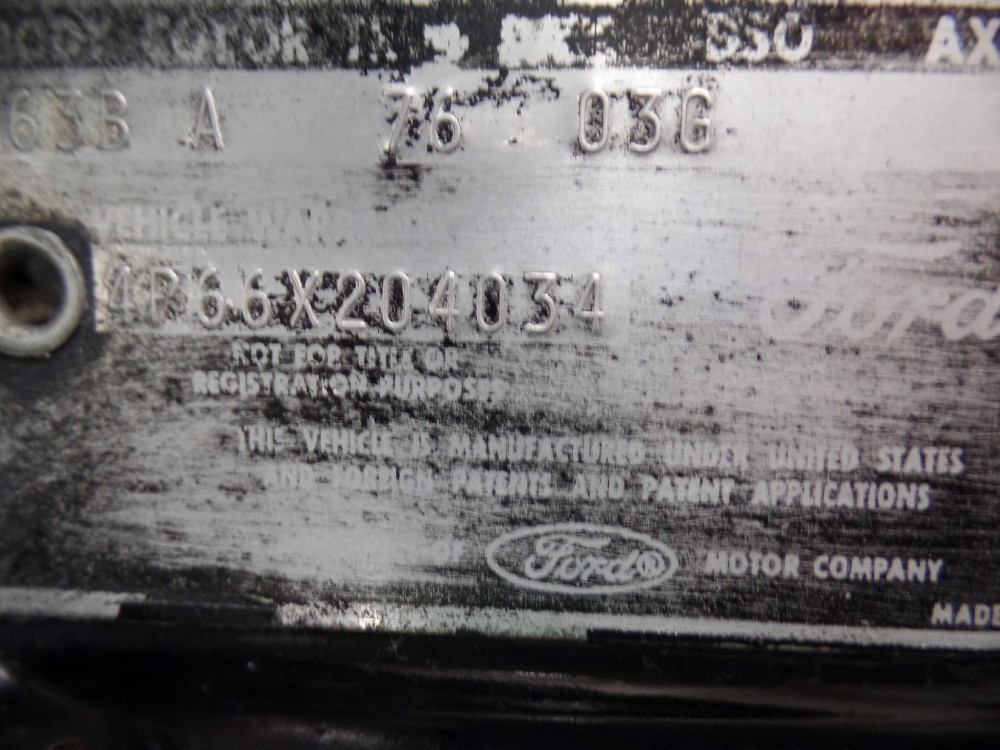 BODY COLOR TR DSO AX
63B A 76 03G
VEHICLE WAR
4P66X204034
NOT FOR TITLE OR
REGISTRATION PURPOSES
Ford
THIS VEHICLE IS MANUFACTURED UNDER UNITED STATES
AND FOREIGN PATENTS AND PATENT APPLICATIONS
OF Ford® MOTOR COMPANY
MADE